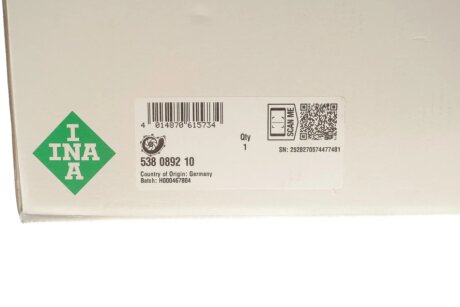 I
INA
A
4 014870 615734
SCAN ME
Qty
1
SN: 2928270574477481
538 0892 10
Country of Origin: Germany
Batch: H000467804